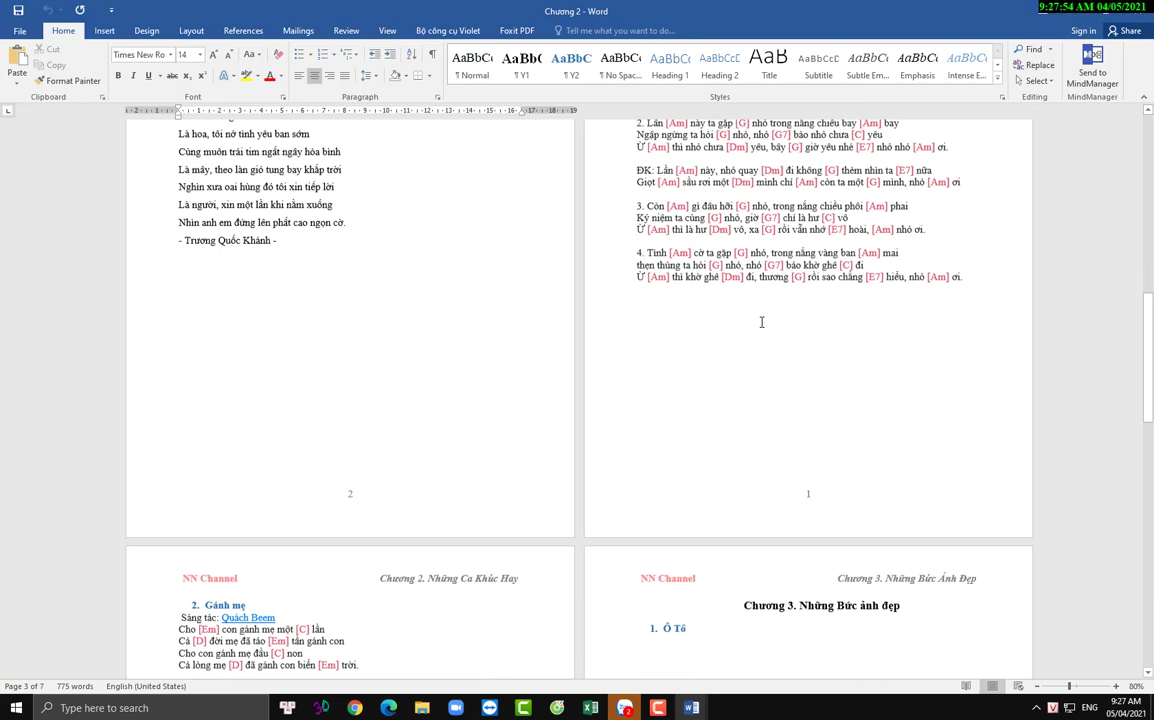 Chương 2 - Word
9:27:54 AM 04/05/2021
File Home Insert Design Layout References Mailings Review View Bộ công cụ Violet Foxit PDF Tell me what you want to do... Sign in Share
Paste
Cut
Copy
Format Painter
Clipboard
Times New Ro 14
Font
Paragraph
AaBbCc AaBb( AaBbC AaBbCc AaBbCc AaBbCc AaB AaBbCcC AaBbCc AaBbCc AaBbCc
¶ Normal ¶ Y1 ¶ Y2 ¶ No Spac... Heading 1 Heading 2 Title Subtitle Subtle Em... Emphasis Intense E...
Styles
Find
Replace
Select
Editing
Send to MindManager
MindManager
Là hoa, tôi nở tình yêu ban sớm
Cùng muôn trái tim ngất ngây hòa bình
Là mây, theo làn gió tung bay khắp trời
Nghìn xưa oai hùng đó tôi xin tiếp lời
Là người, xin một lần khi nằm xuống
Nhìn anh em đứng lên phất cao ngọn cờ.
- Trương Quốc Khánh -
2
2. Lần [Am] này ta gặp [G] nhỏ trong nắng chiều bay [Am] bay
Ngập ngừng ta hỏi [G] nhỏ, nhỏ [G7] bảo nhỏ chưa [C] yêu
Ừ [Am] thì nhỏ chưa [Dm] yêu, bây [G] giờ yêu nhé [E7] nhỏ nhỏ [Am] ơi.
ĐK: Lần [Am] này, nhỏ quay [Dm] đi không [G] thèm nhìn ta [E7] nữa
Giọt [Am] sầu rơi một [Dm] mình chỉ [Am] còn ta một [G] mình, nhỏ [Am] ơi
3. Còn [Am] gì đâu hỡi [G] nhỏ, trong nắng chiều phôi [Am] phai
Kỷ niệm ta cùng [G] nhỏ, giờ [G7] chỉ là hư [C] vô
Ừ [Am] thì là hư [Dm] vô, xa [G] rồi vẫn nhớ [E7] hoài, [Am] nhỏ ơi.
4. Tình [Am] cờ ta gặp [G] nhỏ, trong nắng vàng ban [Am] mai
thẹn thùng ta hỏi [G] nhỏ, nhỏ [G7] bảo khờ ghê [C] đi
Ừ [Am] thì khờ ghê [Dm] đi, thương [G] rồi sao chẳng [E7] hiểu, nhỏ [Am] ơi.
1
NN Channel Chương 2. Những Ca Khúc Hay
2. Gánh mẹ
Sáng tác: Quách Beem
Cho [Em] con gánh mẹ một [C] lần
Cả [D] đời mẹ đã tảo [Em] tần gánh con
Cho con gánh mẹ đầu [C] non
Cả lòng mẹ [D] đã gánh con biển [Em] trời.
NN Channel Chương 3. Những Bức Ảnh Đẹp
Chương 3. Những Bức ảnh đẹp
1. Ô Tô
Page 3 of 7 775 words English (United States) 80%
Type here to search
ENG
9:27 AM
05/04/2021